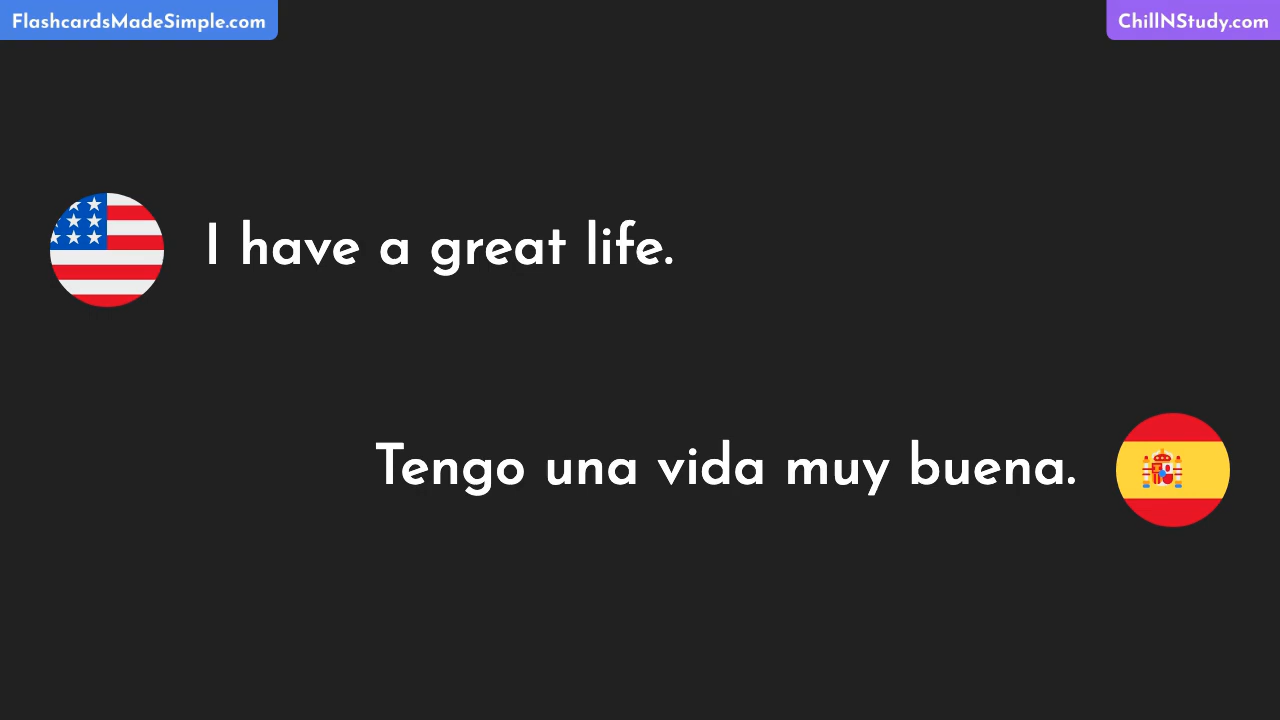 FlashcardsMadeSimple.com
ChillNStudy.com
I have a great life.
Tengo una vida muy buena.